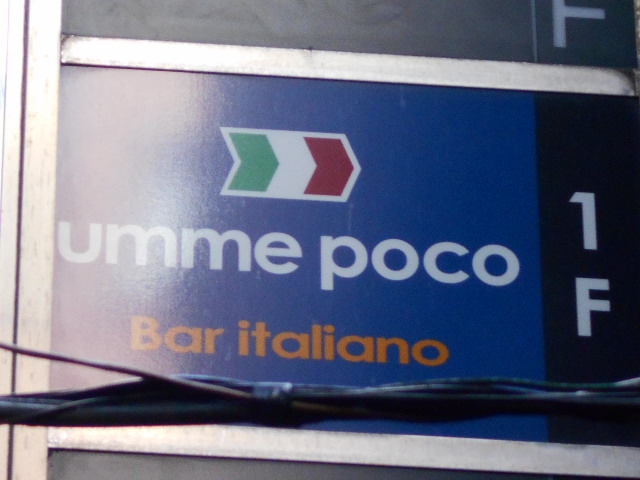 umme poco
Bar italiano
1
F